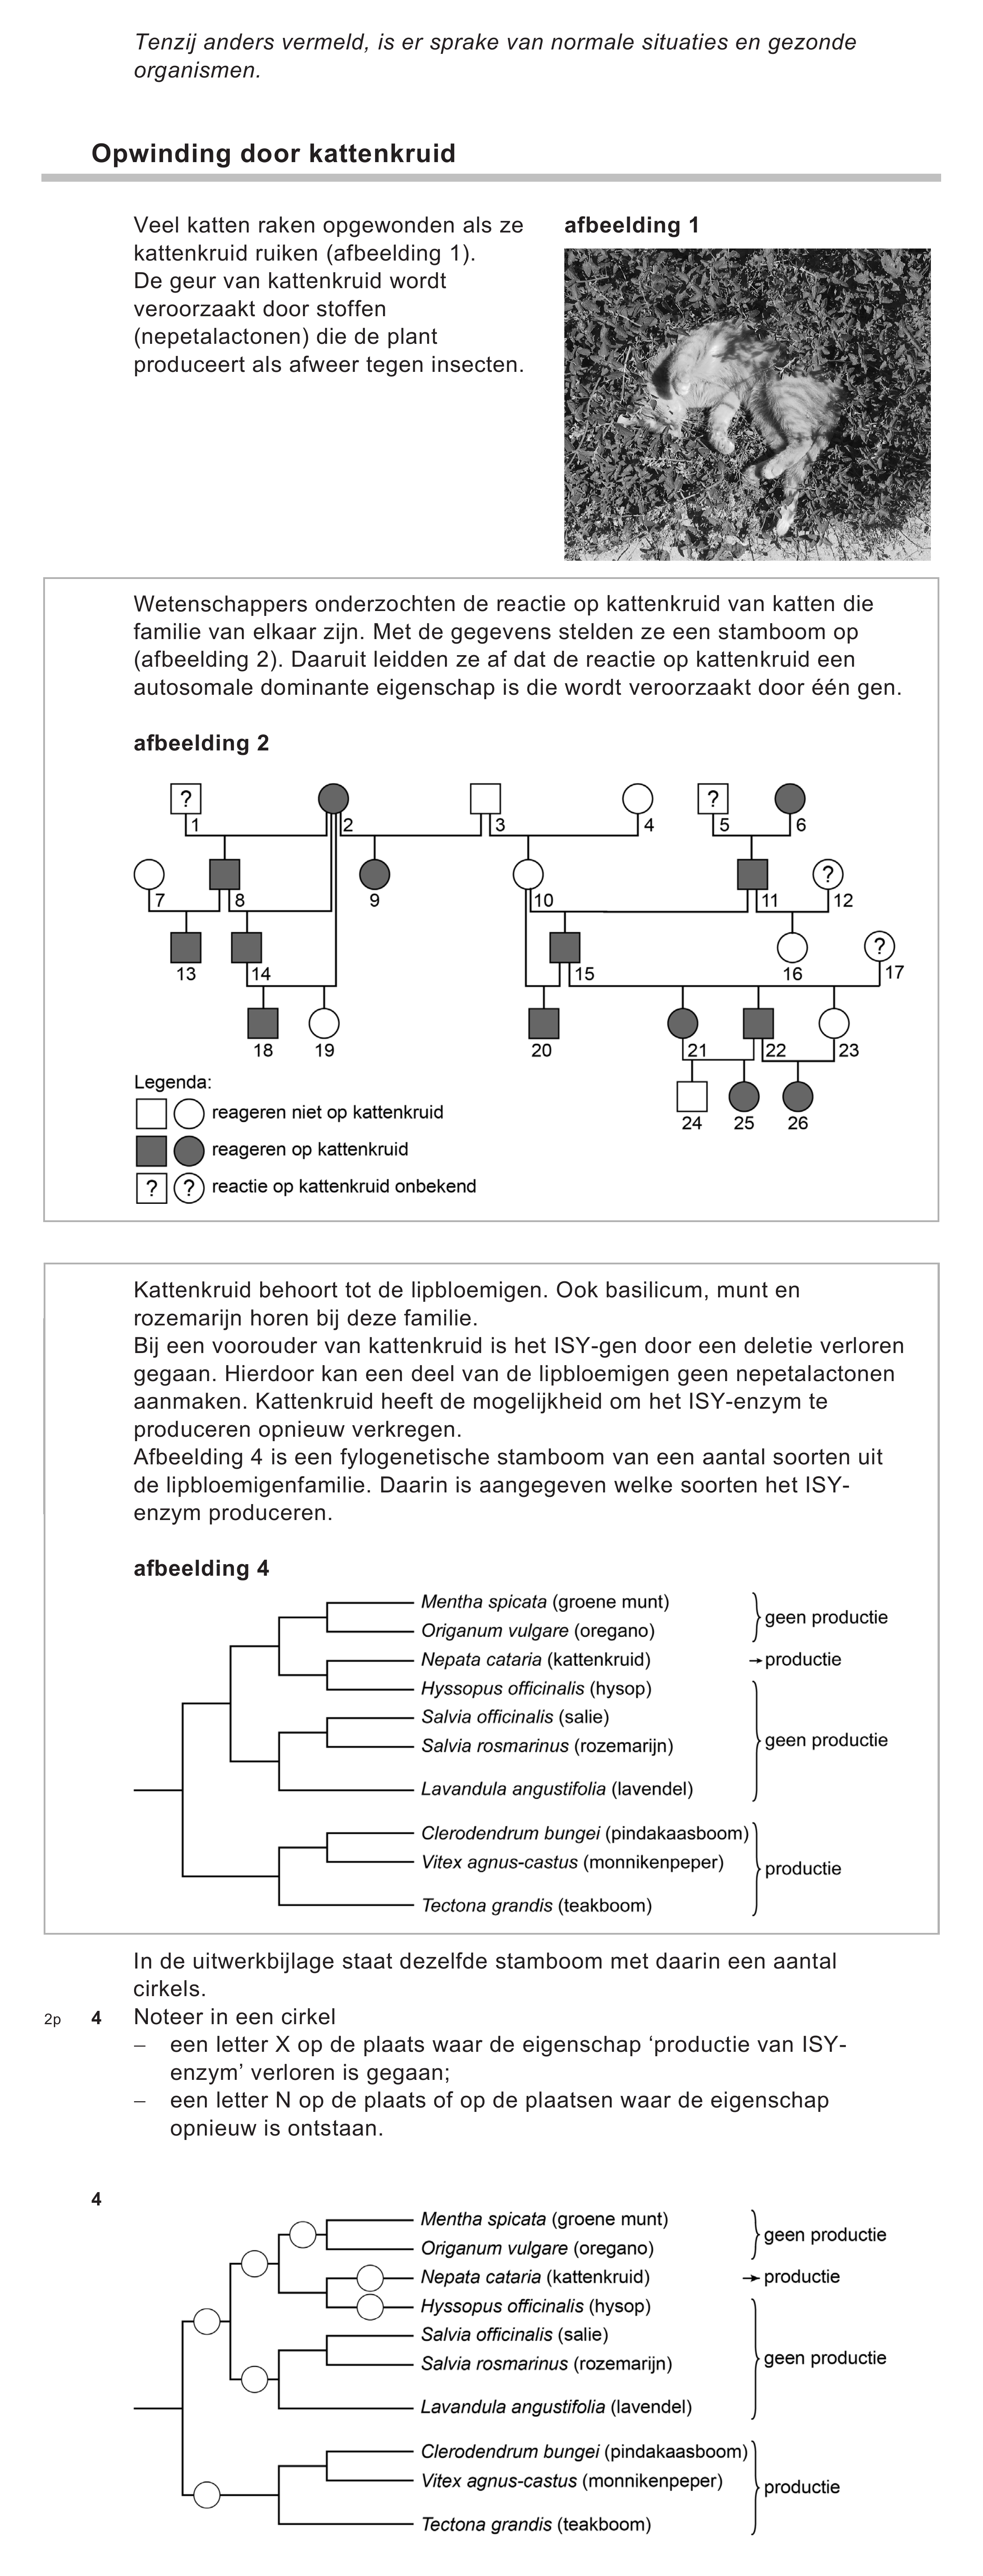 Tenzij anders vermeld, is er sprake van normale situaties en gezonde
organismen.
Opwinding door kattenkruid
Veel katten raken opgewonden als ze
kattenkruid ruiken (afbeelding 1).
De geur van kattenkruid wordt
veroorzaakt door stoffen
(nepetalactonen) die de plant
produceert als afweer tegen insecten.
afbeelding 1
Wetenschappers onderzochten de reactie op kattenkruid van katten die
familie van elkaar zijn. Met de gegevens stelden ze een stamboom op
(afbeelding 2). Daaruit leidden ze af dat de reactie op kattenkruid een
autosomale dominante eigenschap is die wordt veroorzaakt door één gen.
afbeelding 2
? ?
1 2 3 4 5 6
?
7 8 9 10 11 12
?
13 14 15 16 17
18 19 20 21 22 23
24 25 26
Legenda:
reageren niet op kattenkruid
reageren op kattenkruid
? ? reactie op kattenkruid onbekend
Kattenkruid behoort tot de lipbloemigen. Ook basilicum, munt en
rozemarijn horen bij deze familie.
Bij een voorouder van kattenkruid is het ISY-gen door een deletie verloren
gegaan. Hierdoor kan een deel van de lipbloemigen geen nepetalactonen
aanmaken. Kattenkruid heeft de mogelijkheid om het ISY-enzym te
produceren opnieuw verkregen.
Afbeelding 4 is een fylogenetische stamboom van een aantal soorten uit
de lipbloemigenfamilie. Daarin is aangegeven welke soorten het ISY-
enzym produceren.
afbeelding 4
Mentha spicata (groene munt)
geen productie
Origanum vulgare (oregano)
Nepata cataria (kattenkruid) → productie
Hyssopus officinalis (hysop)
Salvia officinalis (salie)
geen productie
Salvia rosmarinus (rozemarijn)
Lavandula angustifolia (lavendel)
Clerodendrum bungei (pindakaasboom)
Vitex agnus-castus (monnikenpeper)
productie
Tectona grandis (teakboom)
In de uitwerkbijlage staat dezelfde stamboom met daarin een aantal
cirkels.
2p 4 Noteer in een cirkel
– een letter X op de plaats waar de eigenschap ‘productie van ISY-
enzym’ verloren is gegaan;
– een letter N op de plaats of op de plaatsen waar de eigenschap
opnieuw is ontstaan.
4
Mentha spicata (groene munt)
geen productie
Origanum vulgare (oregano)
Nepata cataria (kattenkruid) → productie
Hyssopus officinalis (hysop)
Salvia officinalis (salie)
geen productie
Salvia rosmarinus (rozemarijn)
Lavandula angustifolia (lavendel)
Clerodendrum bungei (pindakaasboom)
Vitex agnus-castus (monnikenpeper)
productie
Tectona grandis (teakboom)